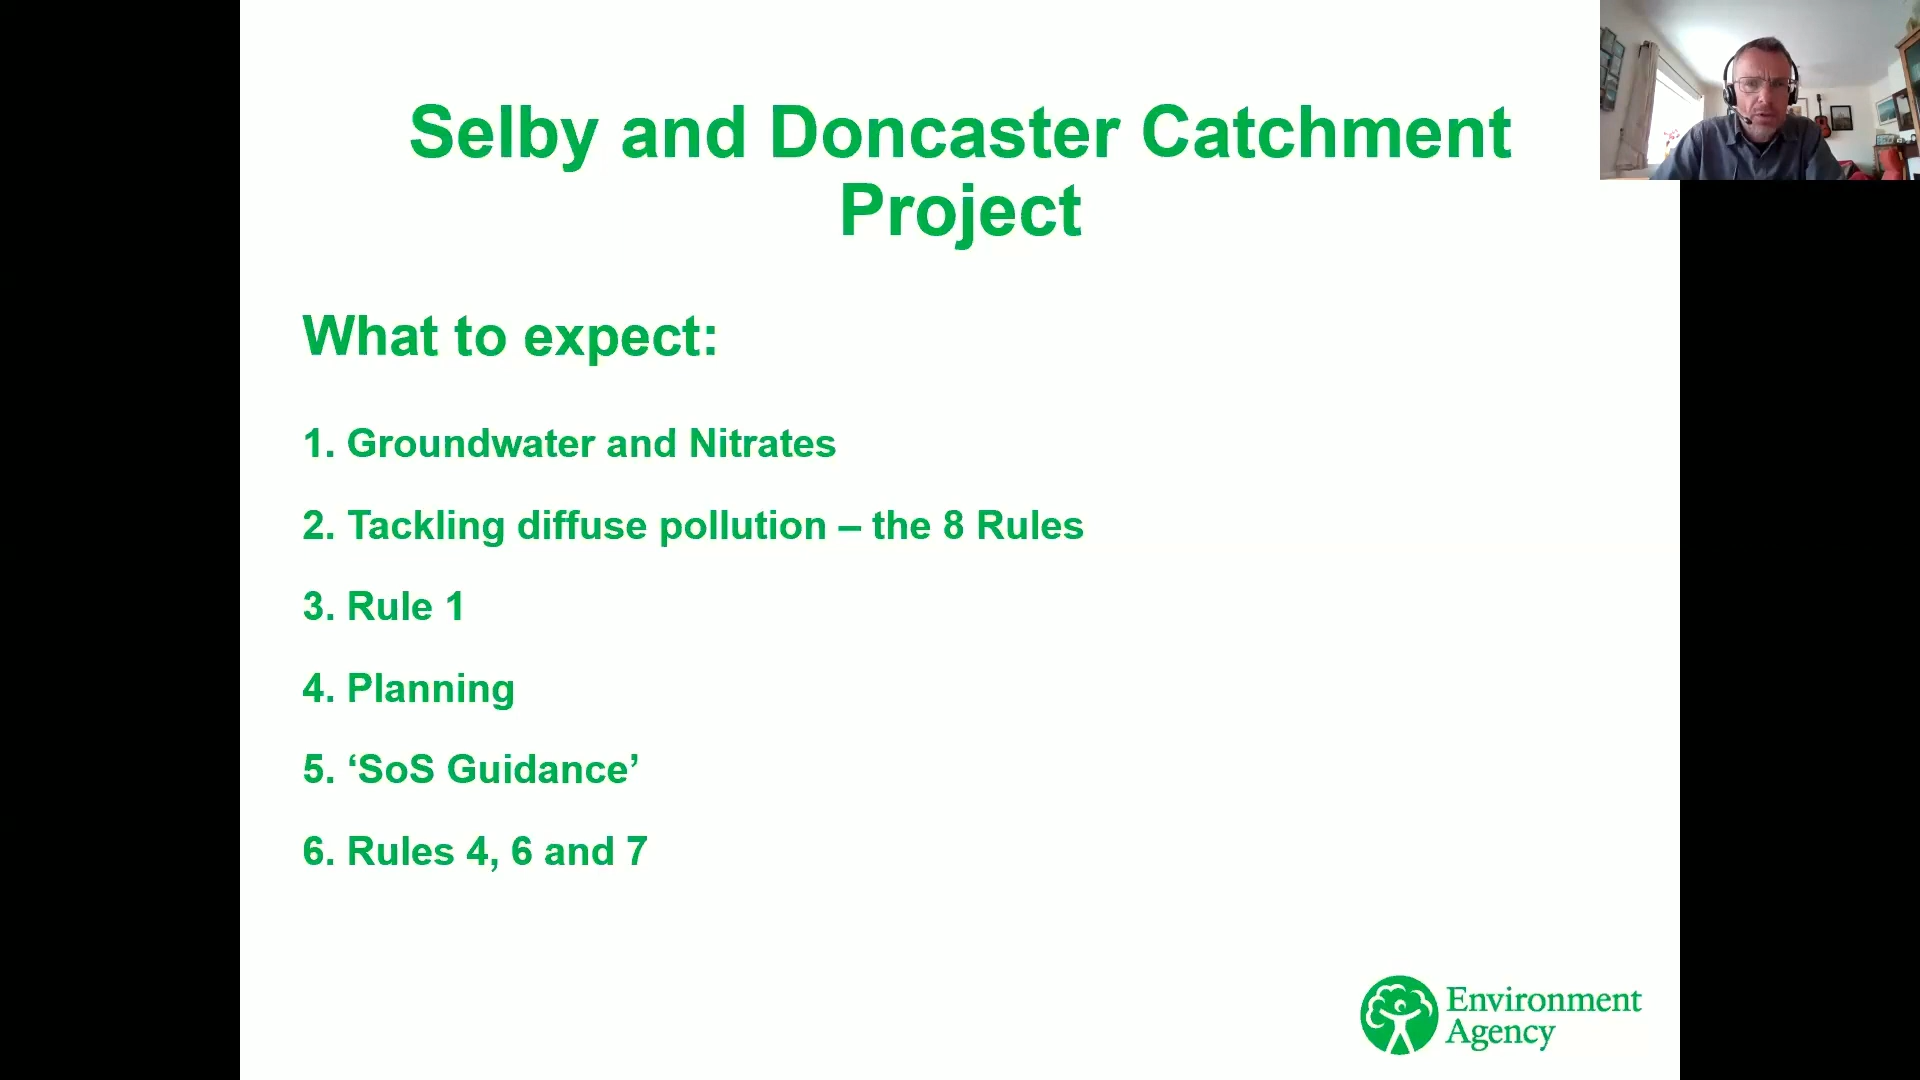 Selby and Doncaster Catchment
Project
What to expect:
1. Groundwater and Nitrates
2. Tackling diffuse pollution – the 8 Rules
3. Rule 1
4. Planning
5. ‘SoS Guidance’
6. Rules 4, 6 and 7
Environment
Agency